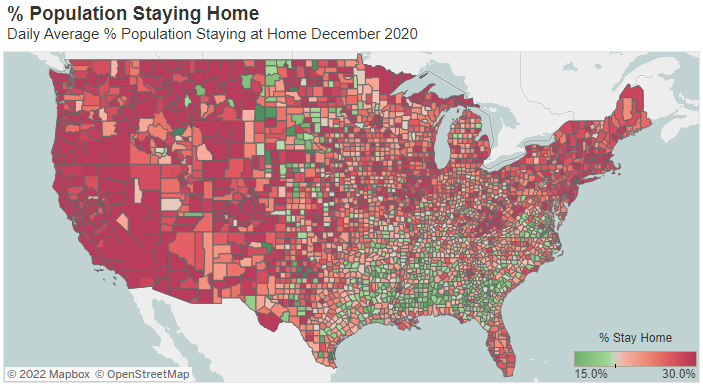 % Population Staying Home
Daily Average % Population Staying at Home December 2020
% Stay Home
15.0% 30.0%
© 2022 Mapbox © OpenStreetMap